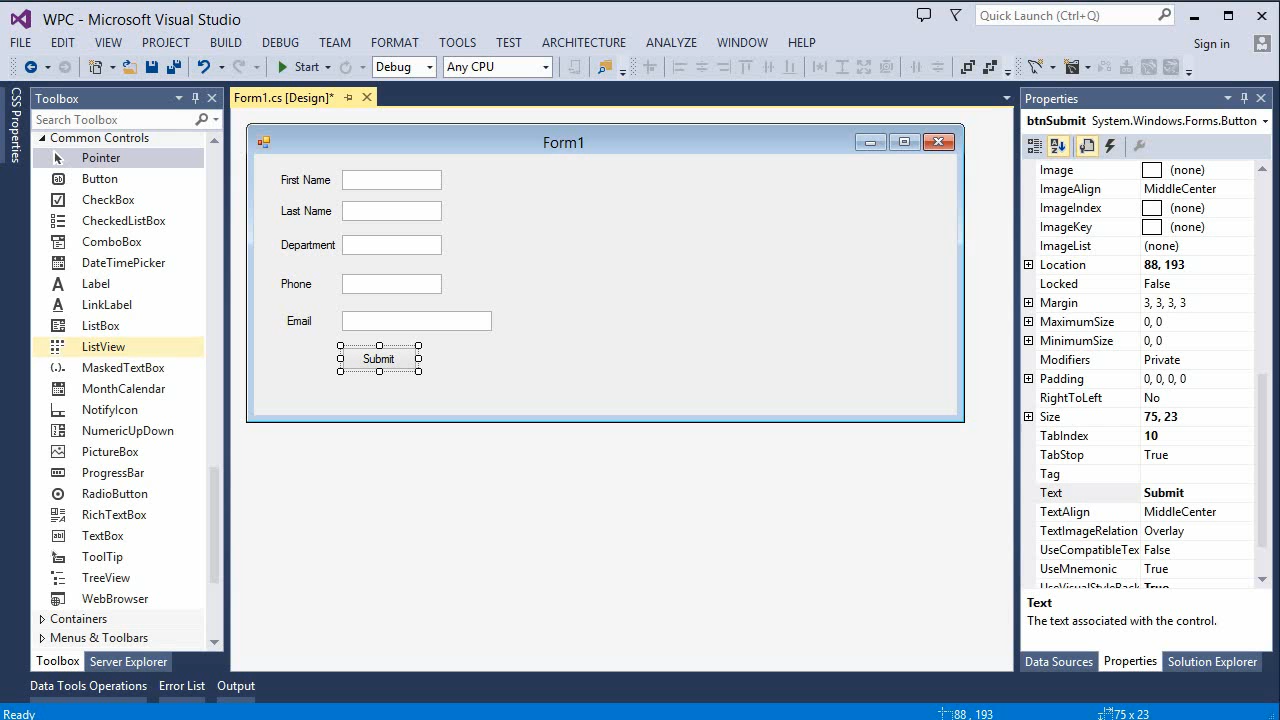 WPC - Microsoft Visual Studio
Quick Launch (Ctrl+Q)
FILE EDIT VIEW PROJECT BUILD DEBUG TEAM FORMAT TOOLS TEST ARCHITECTURE ANALYZE WINDOW HELP
Sign in
Start Debug Any CPU
CSS Properties
Toolbox
Search Toolbox
Common Controls
Pointer
Button
CheckBox
CheckedListBox
ComboBox
DateTimePicker
Label
LinkLabel
ListBox
ListView
MaskedTextBox
MonthCalendar
NotifyIcon
NumericUpDown
PictureBox
ProgressBar
RadioButton
RichTextBox
TextBox
ToolTip
TreeView
WebBrowser
Containers
Menus & Toolbars
Toolbox Server Explorer
Form1.cs [Design]*
Form1
First Name
Last Name
Department
Phone
Email
Submit
Properties
btnSubmit System.Windows.Forms.Button
Image (none)
ImageAlign MiddleCenter
ImageIndex (none)
ImageKey (none)
ImageList (none)
Location 88, 193
Locked False
Margin 3, 3, 3, 3
MaximumSize 0, 0
MinimumSize 0, 0
Modifiers Private
Padding 0, 0, 0, 0
RightToLeft No
Size 75, 23
TabIndex 10
TabStop True
Tag
Text Submit
TextAlign MiddleCenter
TextImageRelation Overlay
UseCompatibleTex False
UseMnemonic True
UseVisualStyleBack True
Text
The text associated with the control.
Data Sources Properties Solution Explorer
Data Tools Operations Error List Output
Ready 88, 193 75 x 23